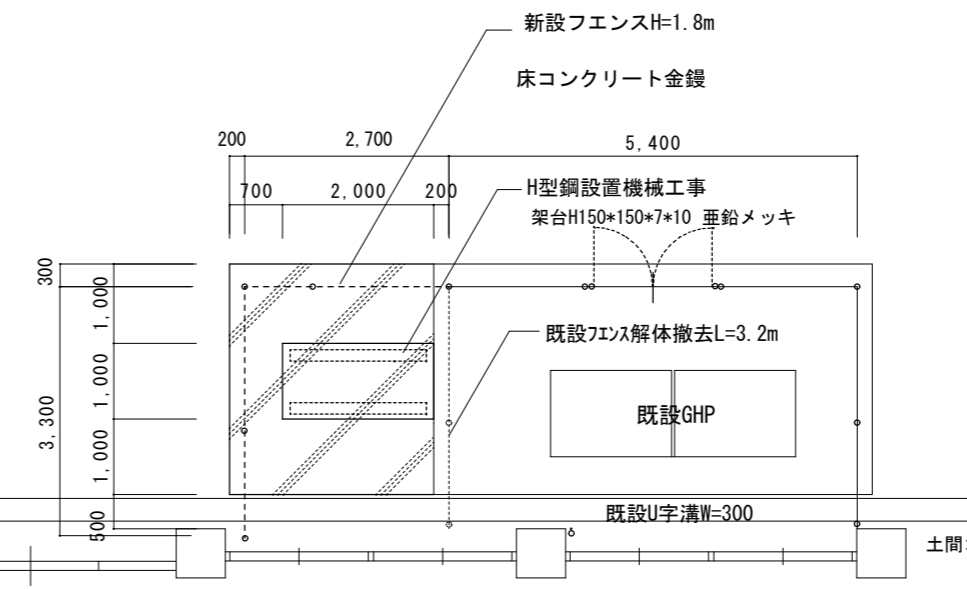 新設フエンスH=1.8m
床コンクリート金鏝
200
2,700
5,400
700
2,000
200
H型鋼設置機械工事
架台H150*150*7*10 亜鉛メッキ
300
1,000
既設フエンス解体撤去L=3.2m
1,000
3,300
既設GHP
1,000
500
既設U字溝W=300
土間